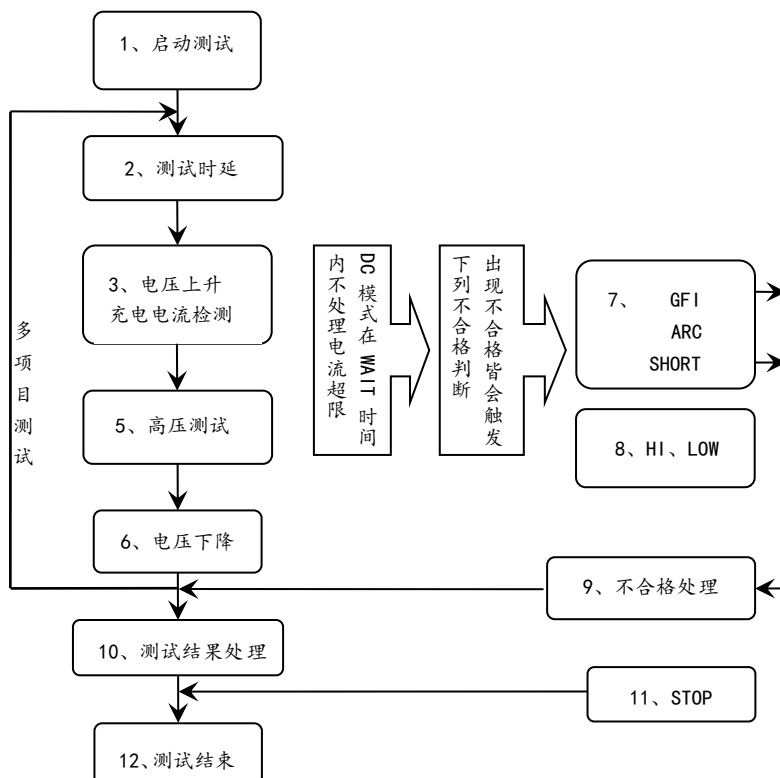 1、启动测试
2、测试时延
3、电压上升
充电电流检测
5、高压测试
6、电压下降
多项目测试
DC 模式在 WAIT 时间
内不处理电流超限
出现不合格皆会触发
下列不合格判断
7、 GFI
ARC
SHORT
8、HI、LOW
9、不合格处理
10、测试结果处理
11、STOP
12、测试结束